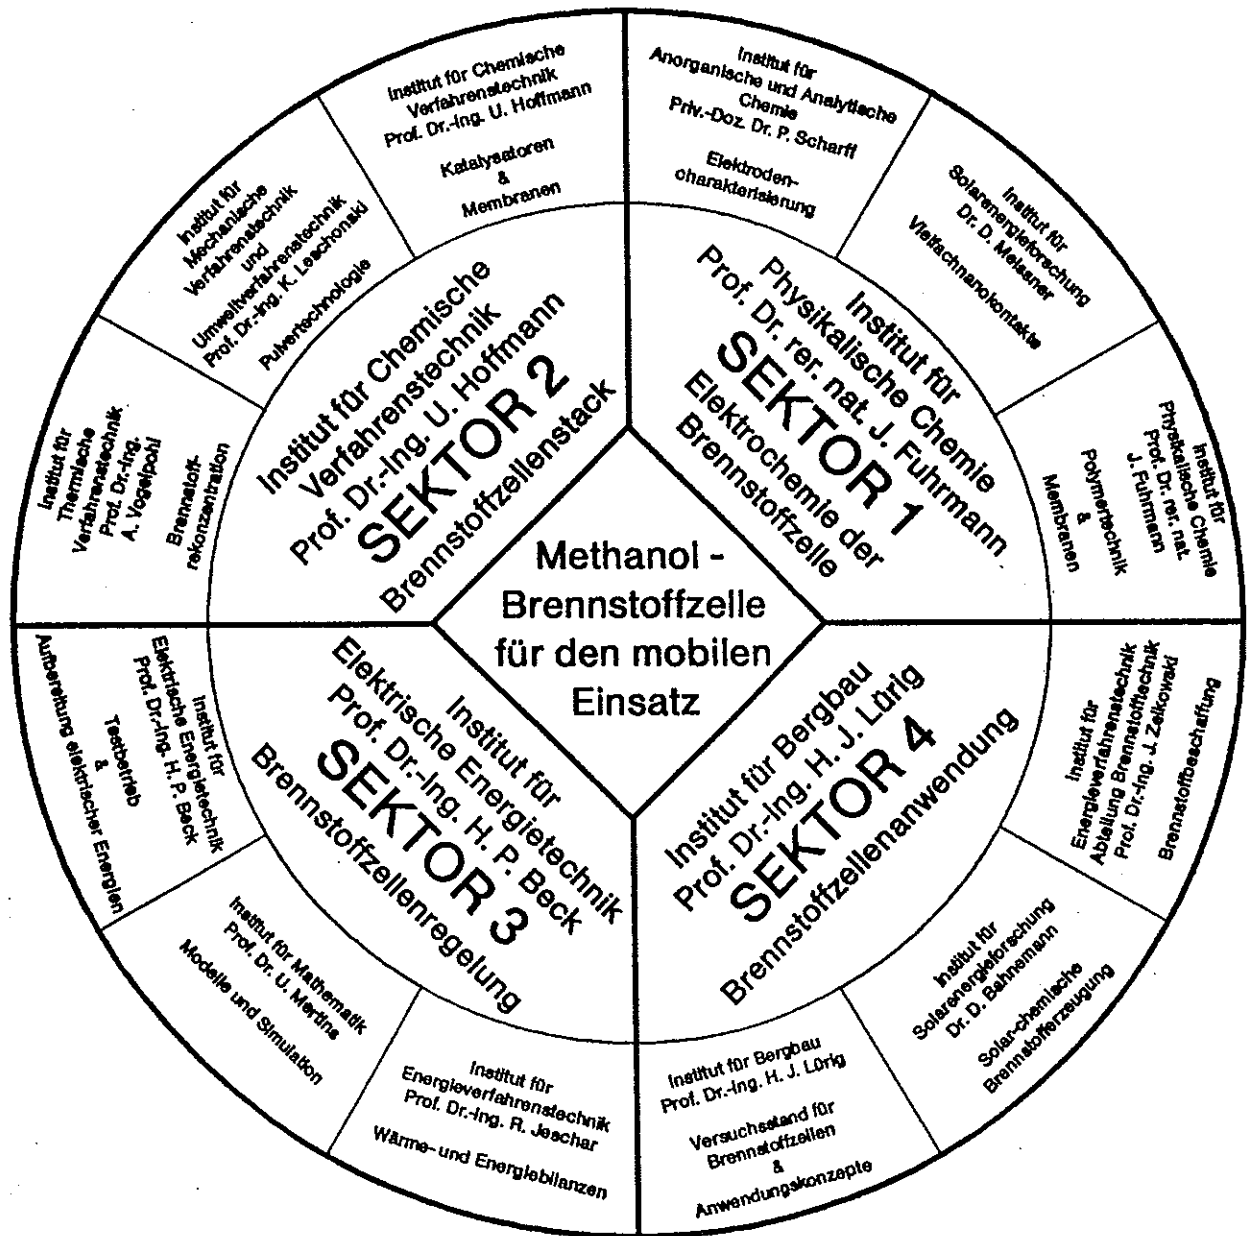 Methanol -
Brennstoffzelle
für den mobilen
Einsatz
Institut für
Physikalische Chemie
Prof. Dr. rer. nat. J. Fuhrmann
SEKTOR 1
Elektrochemie der
Brennstoffzelle
Institut für
Anorganische und Analytische
Chemie
Priv.-Doz. Dr. P. Scharff
Elektroden-
charakterisierung
Institut für
Solarenergieforschung
Dr. D. Meissner
Vielfachnanokontakte
Institut für
Physikalische Chemie
Prof. Dr. rer. nat.
J. Fuhrmann
Polymertechnik
&
Membranen
Institut für Chemische
Verfahrenstechnik
Prof. Dr.-Ing. U. Hoffmann
SEKTOR 2
Brennstoffzellenstack
Institut für Chemische
Verfahrenstechnik
Prof. Dr.-Ing. U. Hoffmann
Katalysatoren
&
Membranen
Institut für
Mechanische
Verfahrenstechnik
und
Umweltverfahrenstechnik
Prof. Dr.-Ing. K. Leschonski
Pulvertechnologie
Institut für
Thermische
Verfahrenstechnik
Prof. Dr.-Ing.
A. Vogelpohl
Brennstoff-
rekonzentration
Institut für
Elektrische Energietechnik
Prof. Dr.-Ing. H. P. Beck
SEKTOR 3
Brennstoffzellenregelung
Institut für
Elektrische Energietechnik
Prof. Dr.-Ing. H. P. Beck
Testbetrieb
&
Aufbereitung elektrischer Energien
Institut für Mathematik
Prof. Dr. U. Mertins
Modelle und Simulation
Institut für
Energieverfahrenstechnik
Prof. Dr.-Ing. R. Jeschar
Wärme- und Energiebilanzen
Institut für Bergbau
Prof. Dr.-Ing. H. J. Lürig
SEKTOR 4
Brennstoffzellenanwendung
Institut für
Energieverfahrenstechnik
Abteilung Brennstofftechnik
Prof. Dr.-Ing. J. Zelkowski
Brennstoffbeschaffung
Institut für
Solarenergieforschung
Dr. D. Bahnemann
Solar-chemische
Brennstofferzeugung
Institut für Bergbau
Prof. Dr.-Ing. H. J. Lürig
Versuchsstand für
Brennstoffzellen
&
Anwendungskonzepte